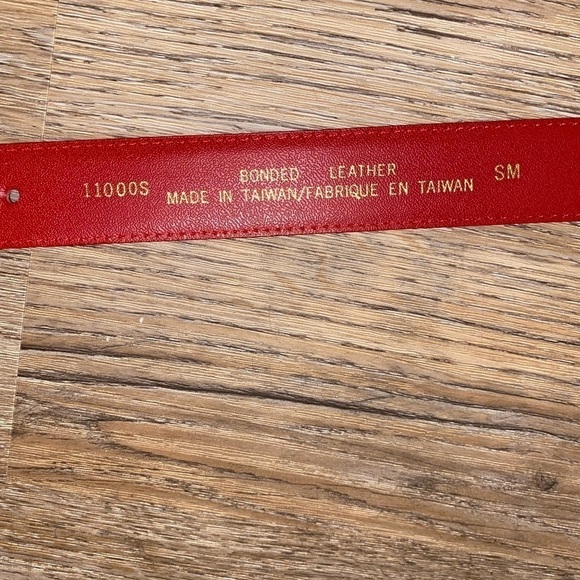 11000S
BONDED LEATHER
MADE IN TAIWAN/FABRIQUE EN TAIWAN
SM